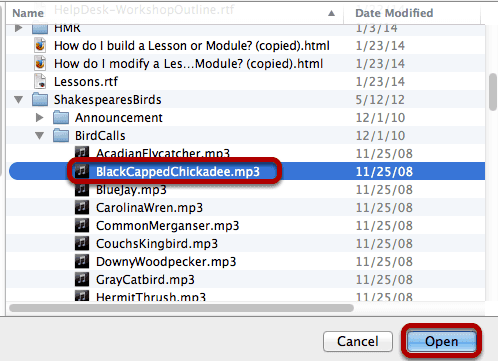 Name HelpDesk-WorkshopOutline.rtf Date Modified
HMR 1/3/14
How do I build a Lesson or Module? (copied).html 1/23/14
How do I modify a Les...Module? (copied).html 1/23/14
Lessons.rtf 1/23/14
ShakespearesBirds 5/12/12
Announcement 12/1/10
BirdCalls 12/1/10
AcadianFlycatcher.mp3 11/25/08
BlackCappedChickadee.mp3 11/25/08
BlueJay.mp3 11/25/08
CarolinaWren.mp3 11/25/08
CommonMerganser.mp3 11/25/08
CouchsKingbird.mp3 11/25/08
DownyWoodpecker.mp3 11/25/08
GrayCatbird.mp3 11/25/08
HermitThrush.mp3 11/25/08
Cancel Open